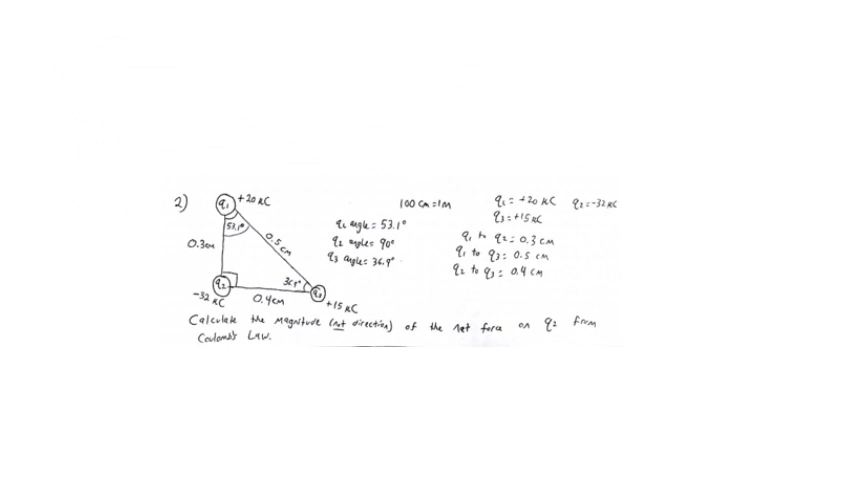 2)
q1
+20 µC
53.1°
0.3cm
0.5 cm
q2
36.9°
q3
-32 µC
0.4cm
+15 µC
100 cm = 1M
q1 angle = 53.1°
q2 angle = 90°
q3 angle = 36.9°
q1 = +20 µC q2 = -32 µC
q3 = +15 µC
q1 to q2 = 0.3 cm
q1 to q3 = 0.5 cm
q2 to q3 = 0.4 cm
Calculate the Magnitude (not direction) of the net force on q2 from
Coulomb's Law.